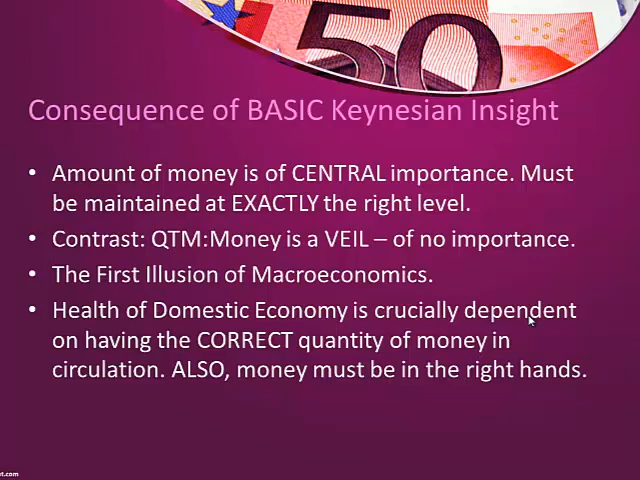 50
Consequence of BASIC Keynesian Insight
• Amount of money is of CENTRAL importance. Must
be maintained at EXACTLY the right level.
• Contrast: QTM:Money is a VEIL – of no importance.
• The First Illusion of Macroeconomics.
• Health of Domestic Economy is crucially dependent
on having the CORRECT quantity of money in
circulation. ALSO, money must be in the right hands.
t.com